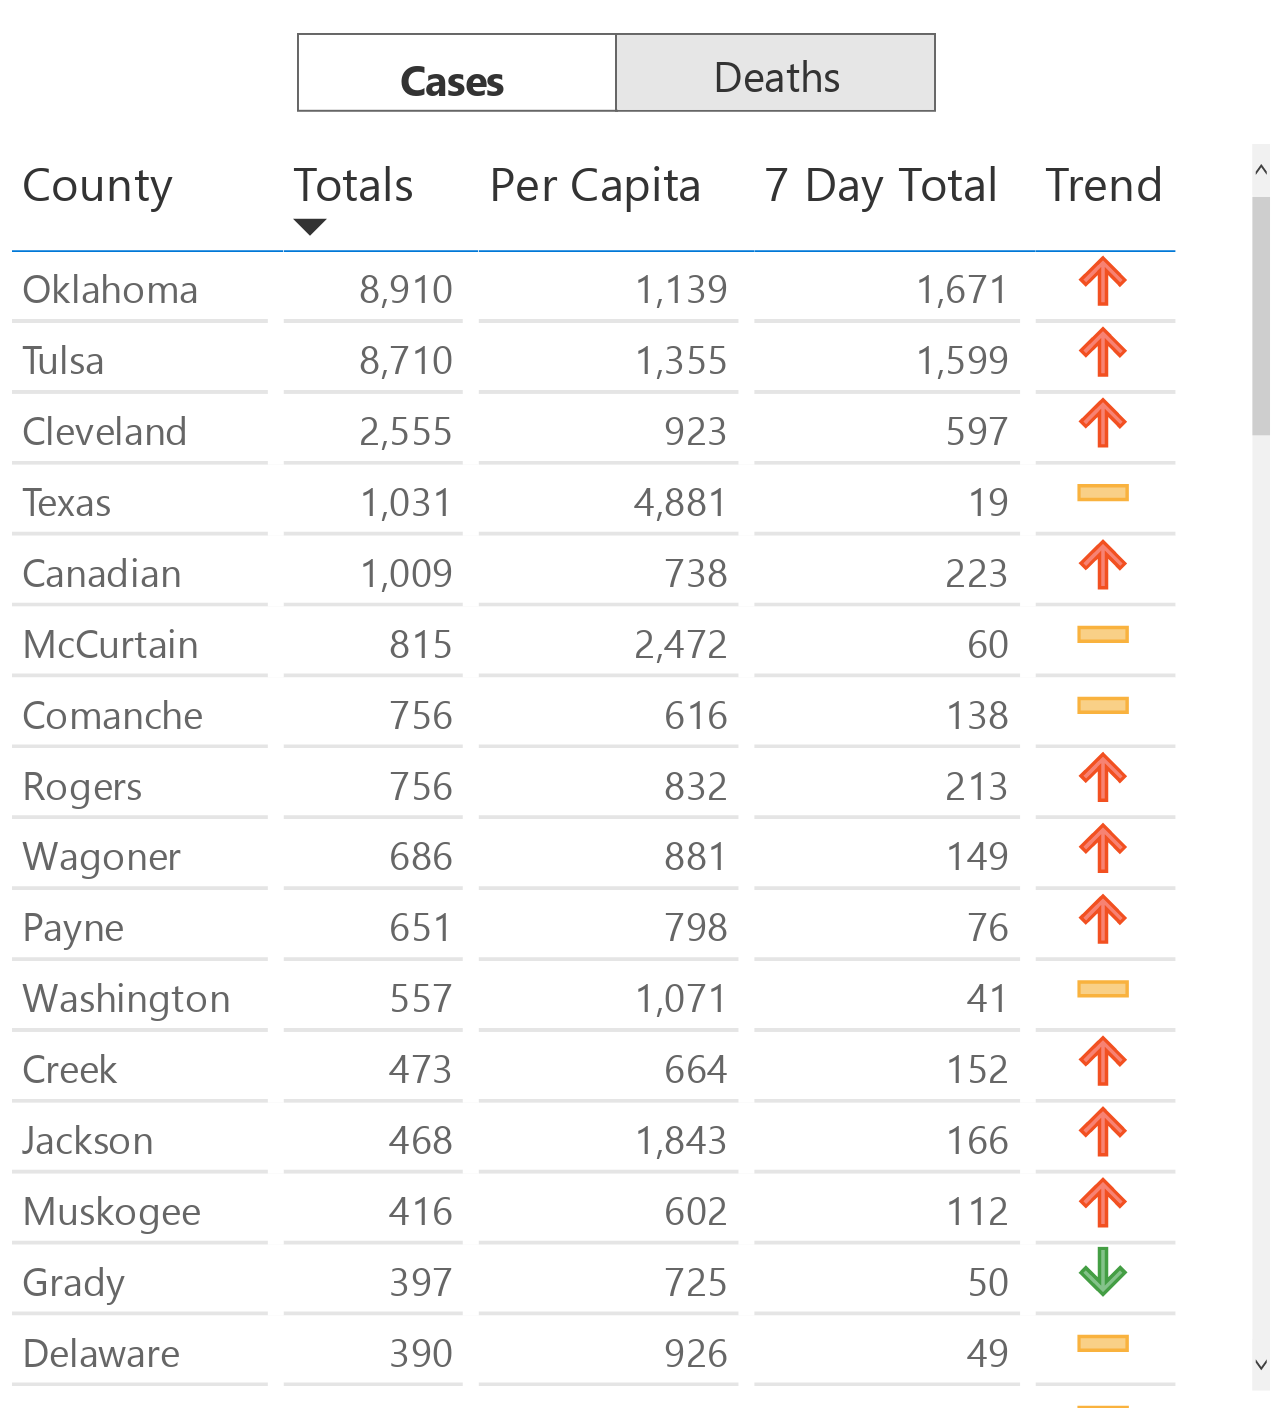 Cases Deaths
County Totals Per Capita 7 Day Total Trend
Oklahoma 8,910 1,139 1,671
Tulsa 8,710 1,355 1,599
Cleveland 2,555 923 597
Texas 1,031 4,881 19
Canadian 1,009 738 223
McCurtain 815 2,472 60
Comanche 756 616 138
Rogers 756 832 213
Wagoner 686 881 149
Payne 651 798 76
Washington 557 1,071 41
Creek 473 664 152
Jackson 468 1,843 166
Muskogee 416 602 112
Grady 397 725 50
Delaware 390 926 49